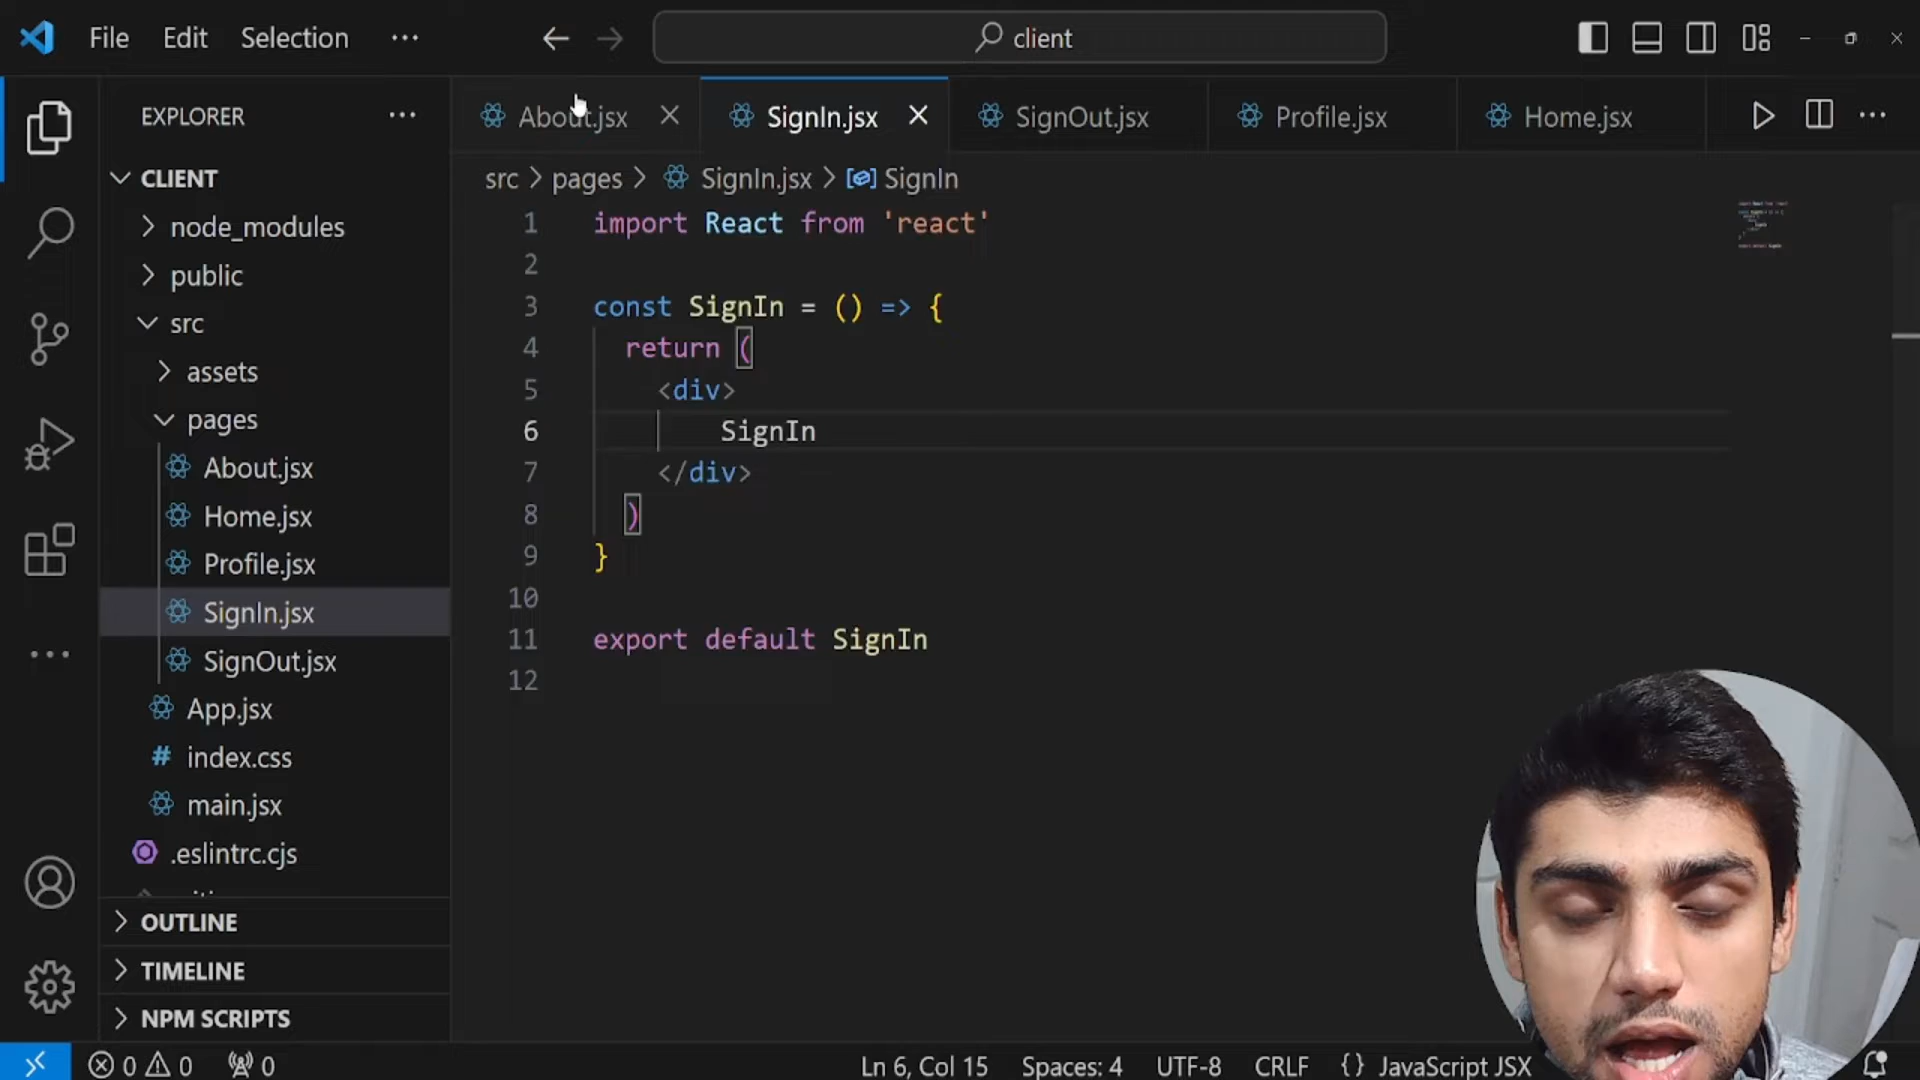 File Edit Selection ··· client
EXPLORER ···
About.jsx SignIn.jsx SignOut.jsx Profile.jsx Home.jsx ···
CLIENT
node_modules
public
src
assets
pages
About.jsx
Home.jsx
Profile.jsx
SignIn.jsx
SignOut.jsx
App.jsx
index.css
main.jsx
.eslintrc.cjs
OUTLINE
TIMELINE
NPM SCRIPTS
src > pages > SignIn.jsx > SignIn
1 import React from 'react'
2
3 const SignIn = () => {
4 return (
5 <div>
6 SignIn
7 </div>
8 )
9 }
10
11 export default SignIn
12
0 0 0 Ln 6, Col 15 Spaces: 4 UTF-8 CRLF {} JavaScript JSX